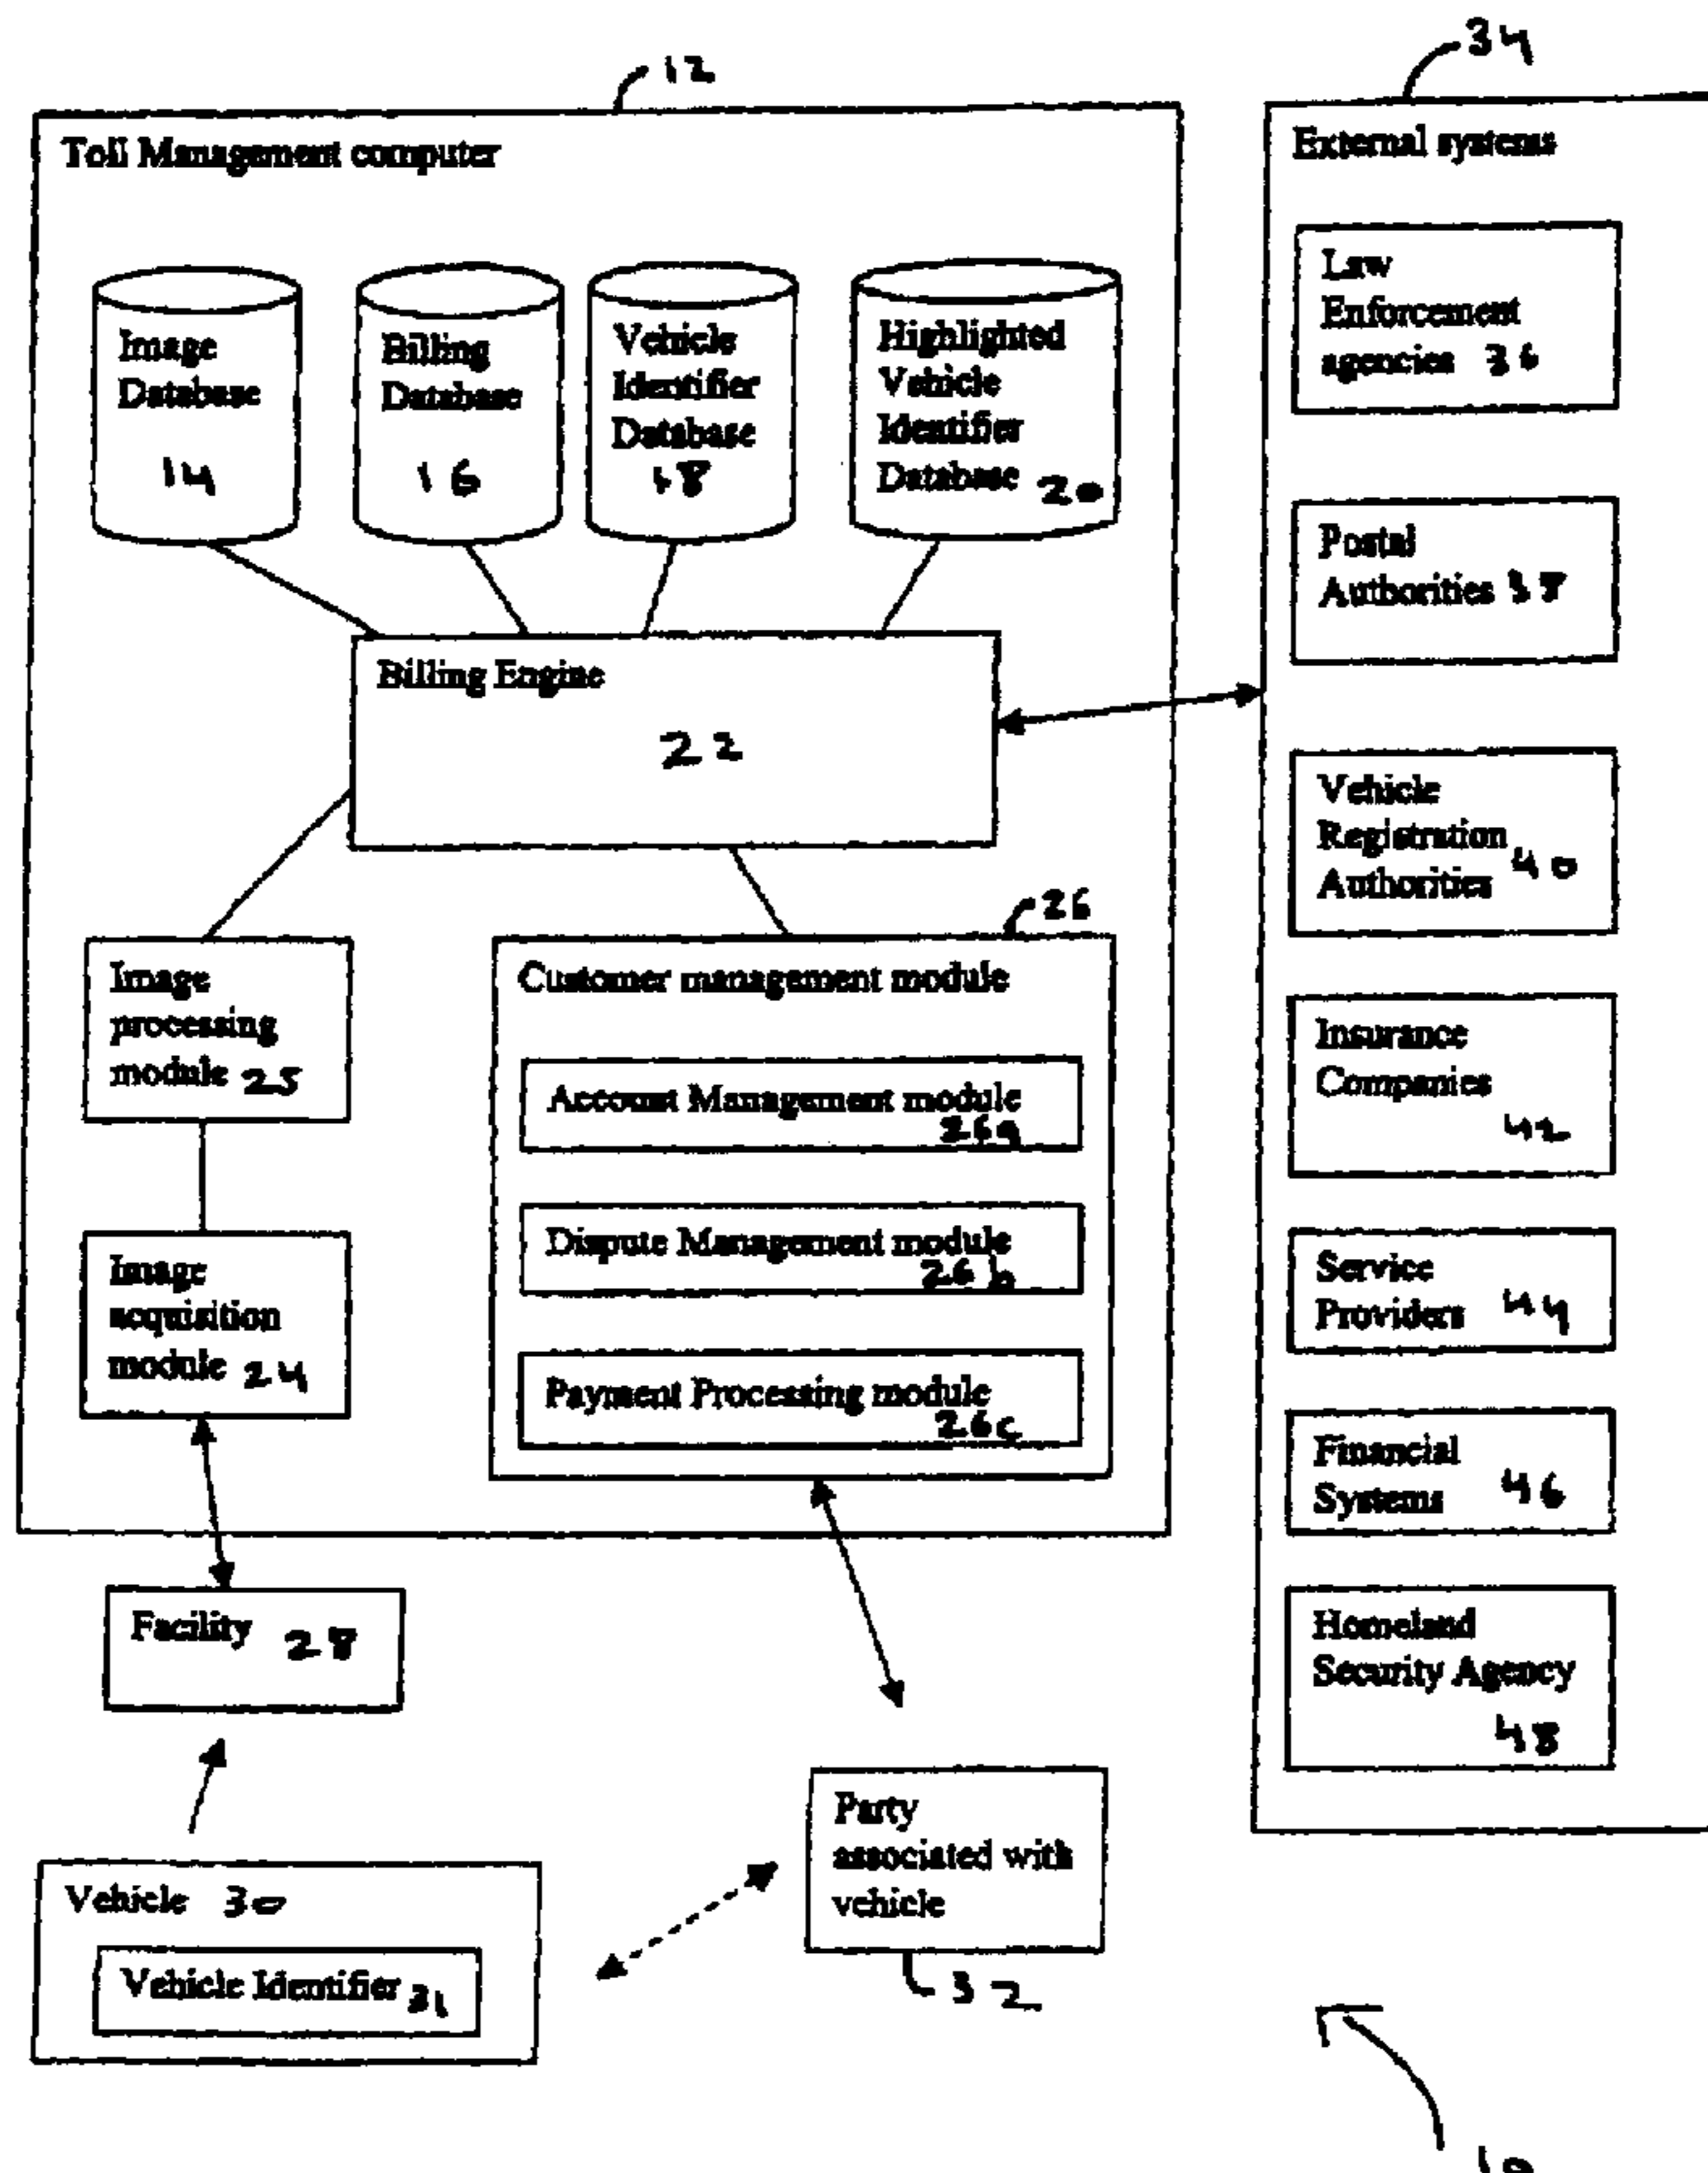 12
Toll Management computer
Image
Database
14
Billing
Database
16
Vehicle
Identifier
Database
18
Highlighted
Vehicle
Identifier
Database 20
Billing Engine
22
Image
processing
module 25
Image
acquisition
module 24
26
Customer management module
Account Management module
26a
Dispute Management module
26b
Payment Processing module
26c
Facility 28
Vehicle 30
Vehicle Identifier 31
Party
associated with
vehicle
32
34
External systems
Law
Enforcement
agencies 36
Postal
Authorities 38
Vehicle
Registration
Authorities 40
Insurance
Companies
42
Service
Providers 44
Financial
Systems 46
Homeland
Security Agency
48
10